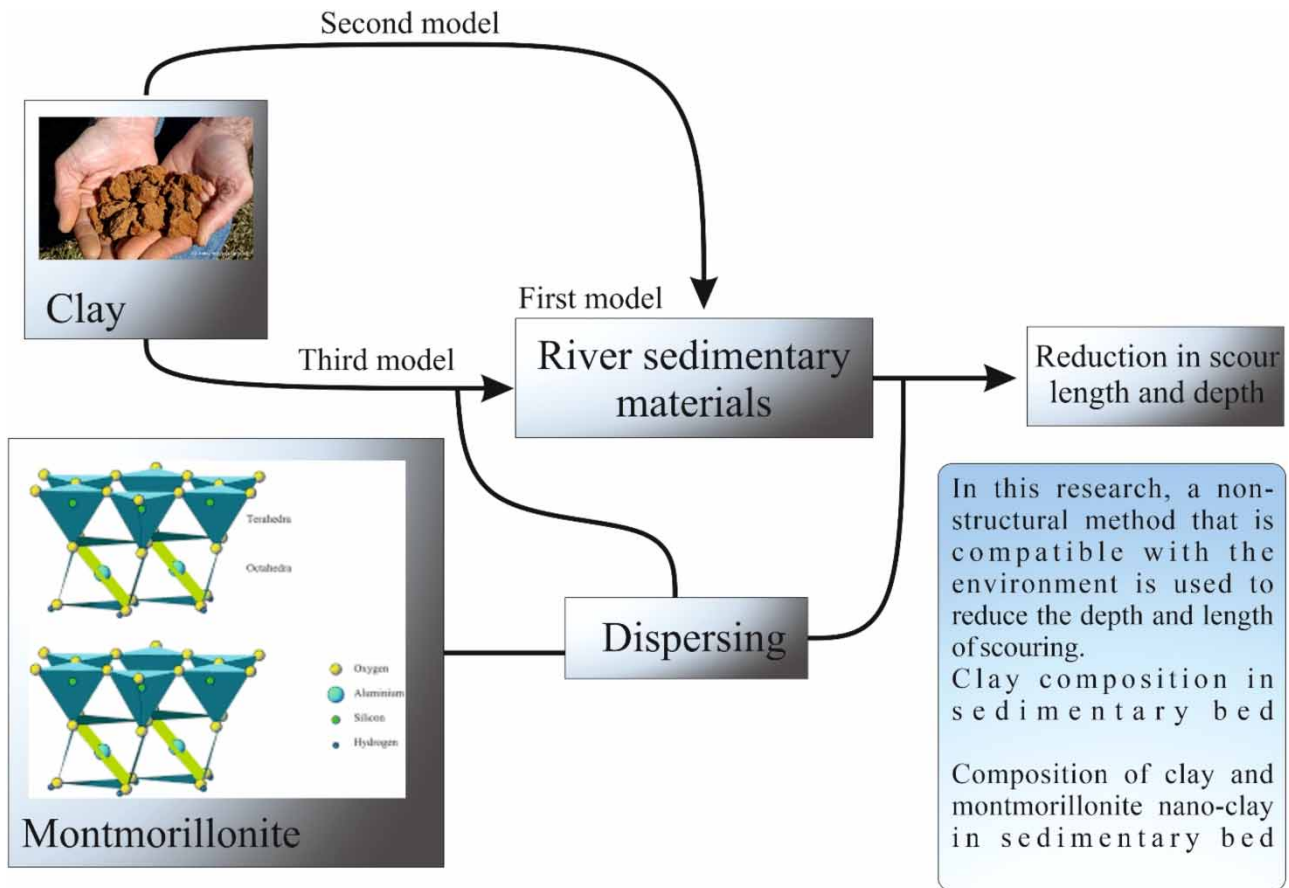 Second model
Clay
First model
Third model
River sedimentary
materials
Reduction in scour
length and depth
Terahedra
Octahedra
Oxygen
Aluminium
Silicon
Hydrogen
Montmorillonite
Dispersing
In this research, a non-
structural method that is
compatible with the
environment is used to
reduce the depth and length
of scouring.
Clay composition in
sedimentary bed
Composition of clay and
montmorillonite nano-clay
in sedimentary bed